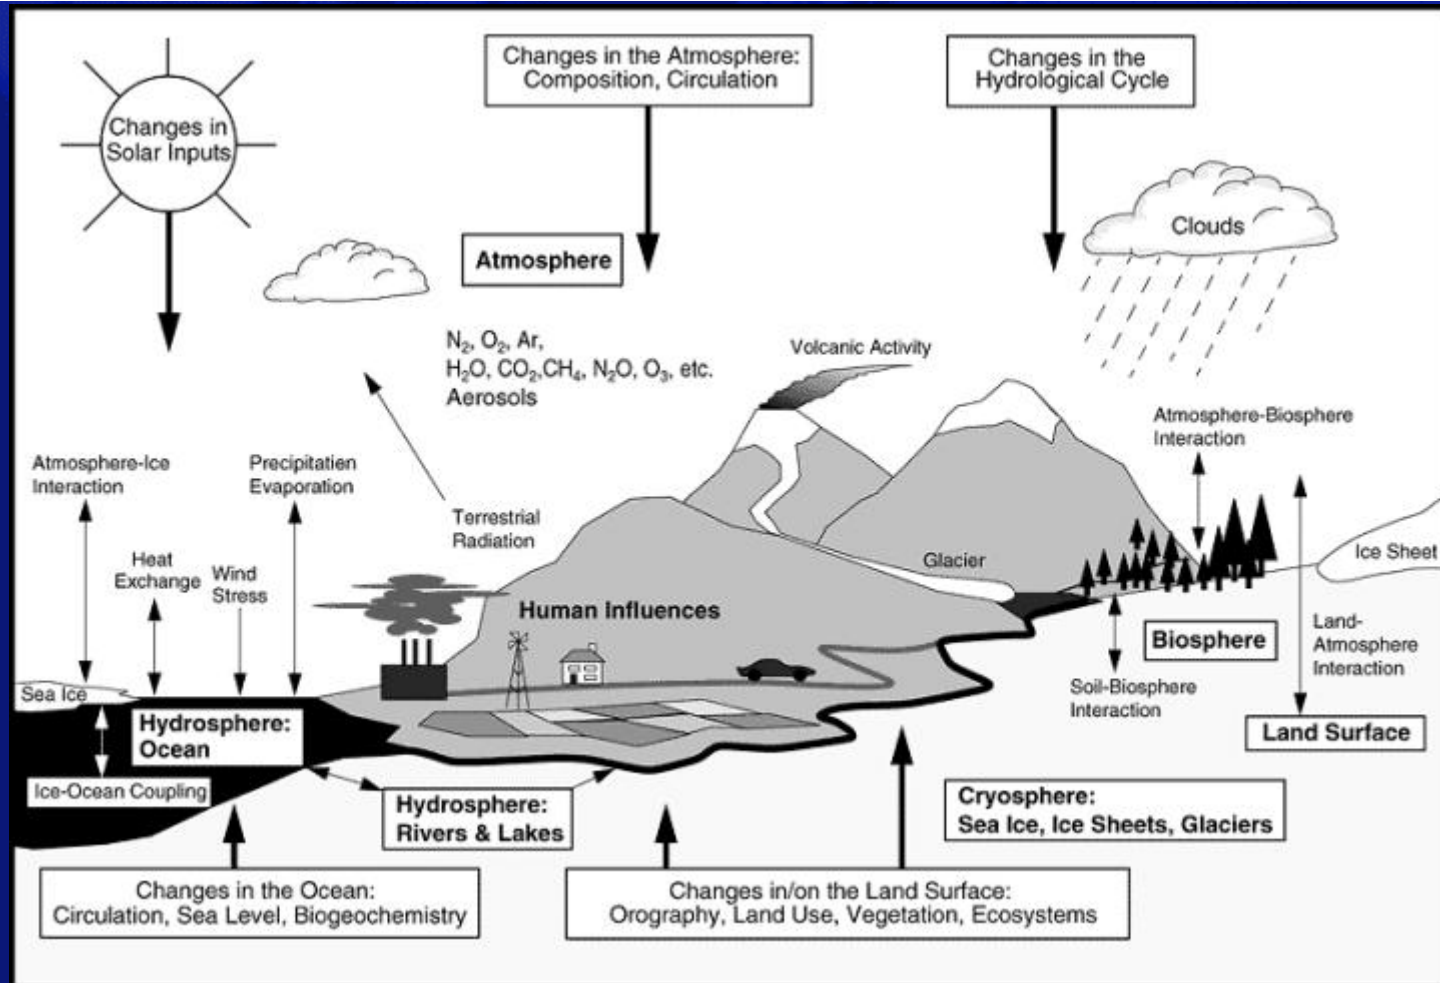 Changes in the Atmosphere:
Composition, Circulation
Changes in the
Hydrological Cycle
Changes in
Solar Inputs
Clouds
Atmosphere
N₂, O₂, Ar,
H₂O, CO₂,CH₄, N₂O, O₃, etc.
Aerosols
Volcanic Activity
Atmosphere-Biosphere
Interaction
Atmosphere-Ice
Interaction
Precipitation
Evaporation
Terrestrial
Radiation
Heat
Exchange
Wind
Stress
Glacier
Ice Sheet
Human Influences
Biosphere
Land-
Atmosphere
Interaction
Soil-Biosphere
Interaction
Sea Ice
Hydrosphere:
Ocean
Land Surface
Ice-Ocean Coupling
Hydrosphere:
Rivers & Lakes
Cryosphere:
Sea Ice, Ice Sheets, Glaciers
Changes in the Ocean:
Circulation, Sea Level, Biogeochemistry
Changes in/on the Land Surface:
Orography, Land Use, Vegetation, Ecosystems